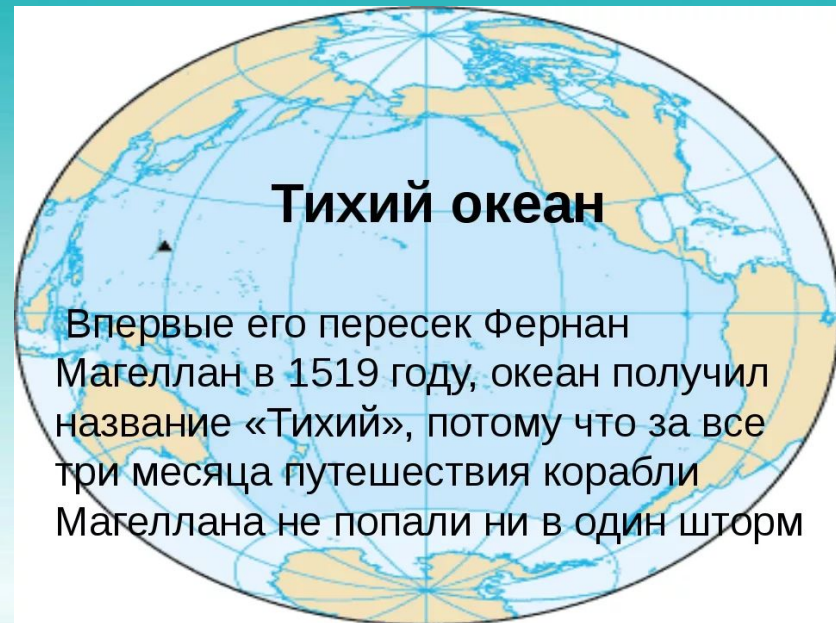 Тихий океан
Впервые его пересек Фернан
Магеллан в 1519 году, океан получил
название «Тихий», потому что за все
три месяца путешествия корабли
Магеллана не попали ни в один шторм